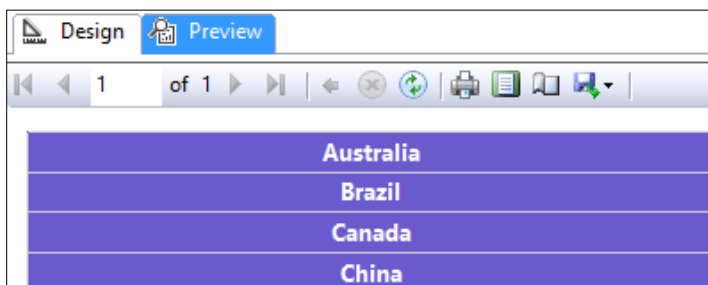 Design Preview
1 of 1
Australia
Brazil
Canada
China